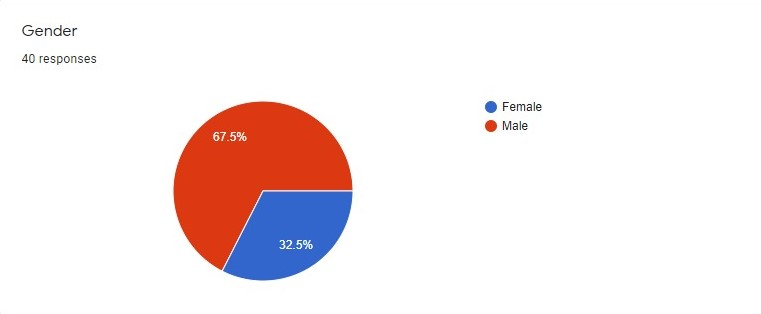 Gender
40 responses
Female
Male
67.5%
32.5%